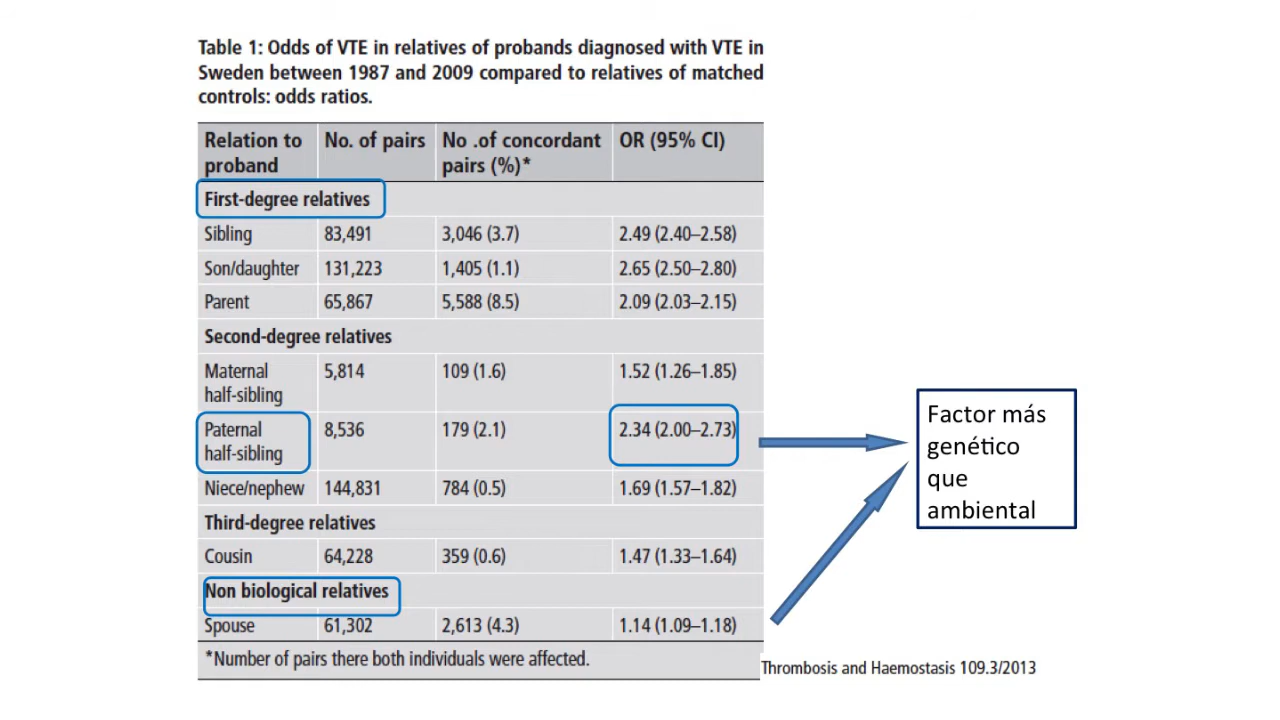 Table 1: Odds of VTE in relatives of probands diagnosed with VTE in
Sweden between 1987 and 2009 compared to relatives of matched
controls: odds ratios.
Relation to proband No. of pairs No .of concordant pairs (%)* OR (95% CI)
First-degree relatives
Sibling 83,491 3,046 (3.7) 2.49 (2.40–2.58)
Son/daughter 131,223 1,405 (1.1) 2.65 (2.50–2.80)
Parent 65,867 5,588 (8.5) 2.09 (2.03–2.15)
Second-degree relatives
Maternal half-sibling 5,814 109 (1.6) 1.52 (1.26–1.85)
Paternal half-sibling 8,536 179 (2.1) 2.34 (2.00–2.73)
Niece/nephew 144,831 784 (0.5) 1.69 (1.57–1.82)
Third-degree relatives
Cousin 64,228 359 (0.6) 1.47 (1.33–1.64)
Non biological relatives
Spouse 61,302 2,613 (4.3) 1.14 (1.09–1.18)
*Number of pairs there both individuals were affected.
Factor más
genético
que
ambiental
Thrombosis and Haemostasis 109.3/2013